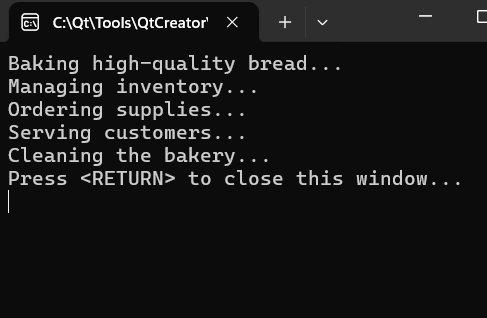 C:\Qt\Tools\QtCreator\
Baking high-quality bread...
Managing inventory...
Ordering supplies...
Serving customers...
Cleaning the bakery...
Press <RETURN> to close this window...